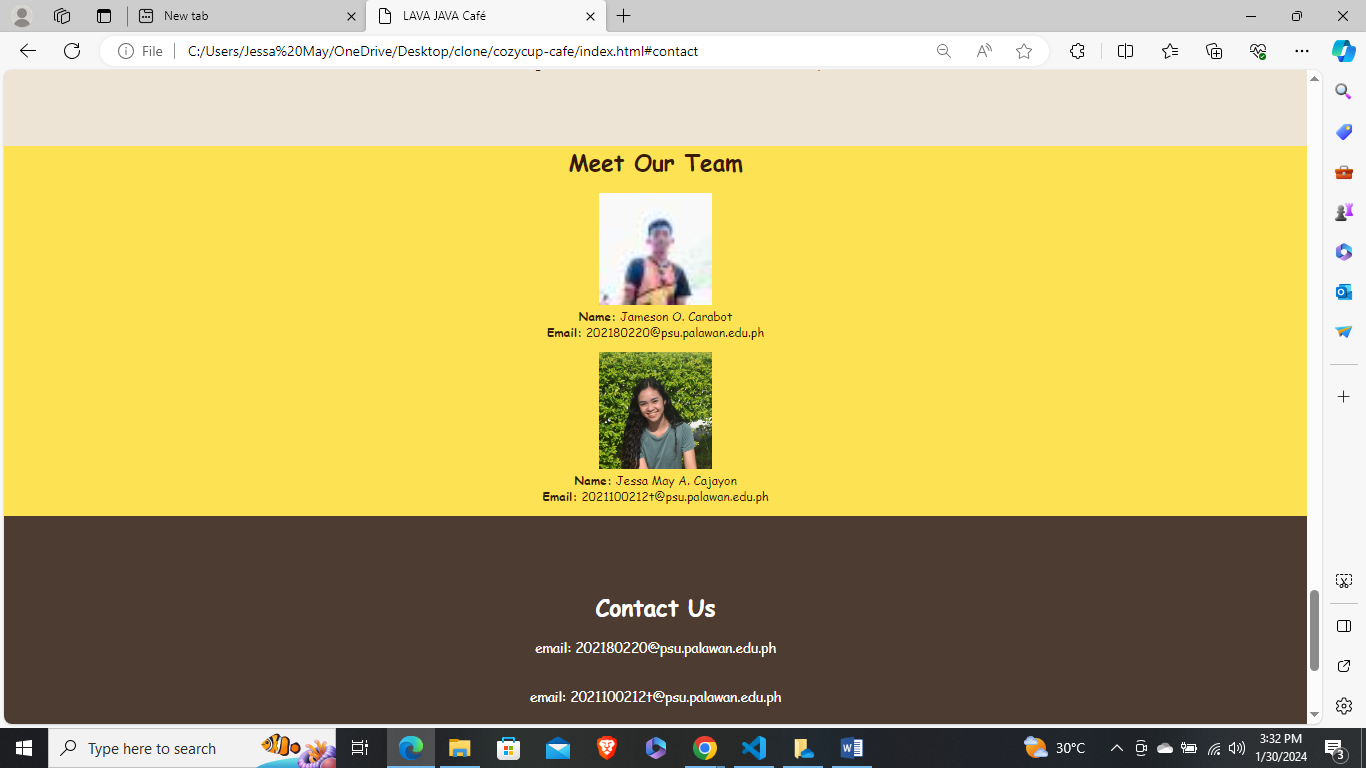 New tab
LAVA JAVA Café
File
C:/Users/Jessa%20May/OneDrive/Desktop/clone/cozycup-cafe/index.html#contact
Meet Our Team
Name: Jameson O. Carabot
Email: 202180220@psu.palawan.edu.ph
Name: Jessa May A. Cajayon
Email: 2021100212t@psu.palawan.edu.ph
Contact Us
email: 202180220@psu.palawan.edu.ph
email: 2021100212t@psu.palawan.edu.ph
Type here to search
30°C
3:32 PM
1/30/2024
3